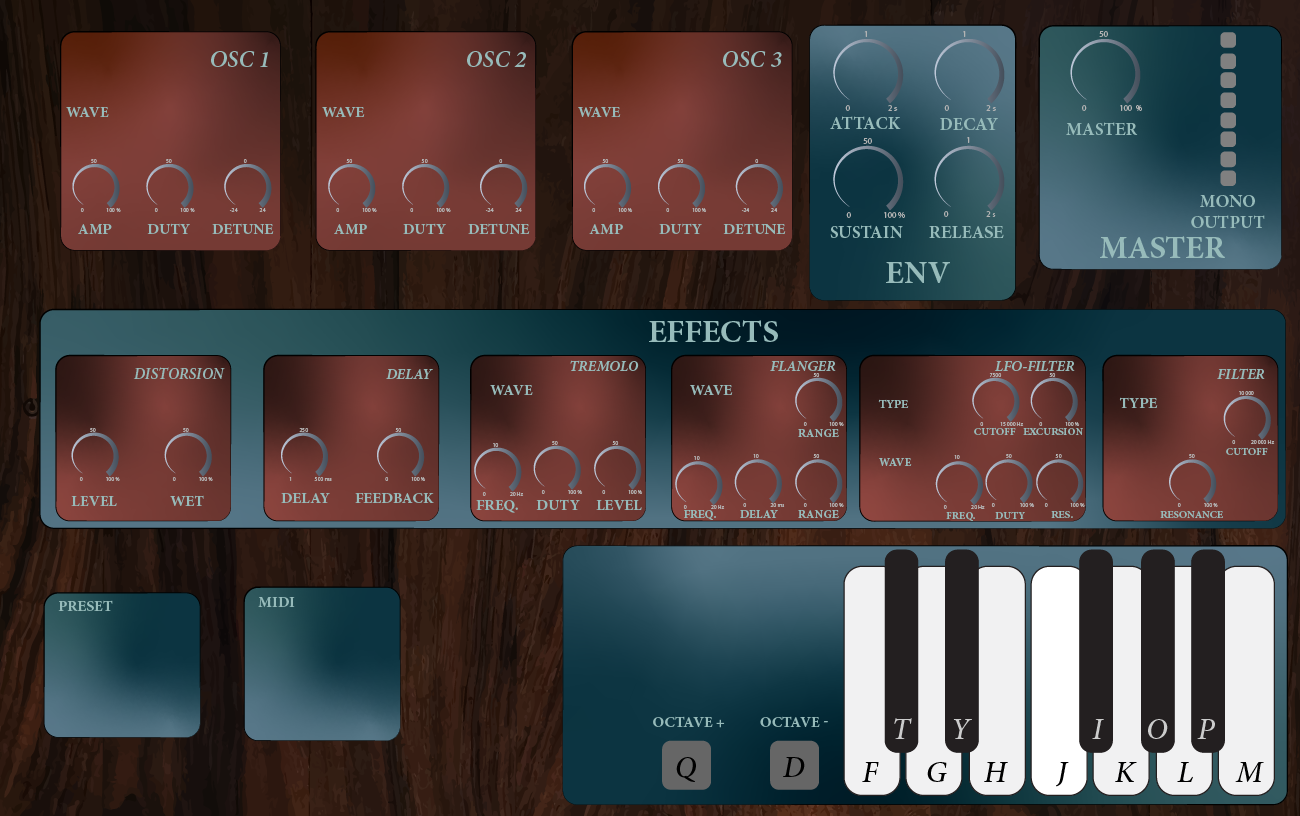 OSC 1
WAVE
50 50 0
0 100 % 0 100 % -24 24
AMP DUTY DETUNE
OSC 2
WAVE
50 50 0
0 100 % 0 100 % -24 24
AMP DUTY DETUNE
OSC 3
WAVE
50 50 0
0 100 % 0 100 % -24 24
AMP DUTY DETUNE
1 1
0 2 s 0 2 s
ATTACK DECAY
50 1
0 100 % 0 2 s
SUSTAIN RELEASE
ENV
50
0 100 %
MASTER
MONO
OUTPUT
MASTER
EFFECTS
DISTORSION
50 50
0 100 % 0 100 %
LEVEL WET
DELAY
250 50
1 503 ms 0 100 %
DELAY FEEDBACK
TREMOLO
WAVE
10 50 50
0 20 Hz 0 100 % 0 100 %
FREQ. DUTY LEVEL
FLANGER
WAVE
50
0 100 %
RANGE
10 10 50
0 20 Hz 0 20 ms 0 100 %
FREQ. DELAY RANGE
LFO-FILTER
7500 50
TYPE
0 15 000 Hz 0 100 %
CUTOFF EXCURSION
WAVE
10 50 50
0 20 Hz 0 100 % 0 100 %
FREQ. DUTY RES.
FILTER
10 000
TYPE
0 20 003 Hz
CUTOFF
50
0 100 %
RESONANCE
PRESET
MIDI
OCTAVE + OCTAVE -
Q D
T Y I O P
F G H J K L M